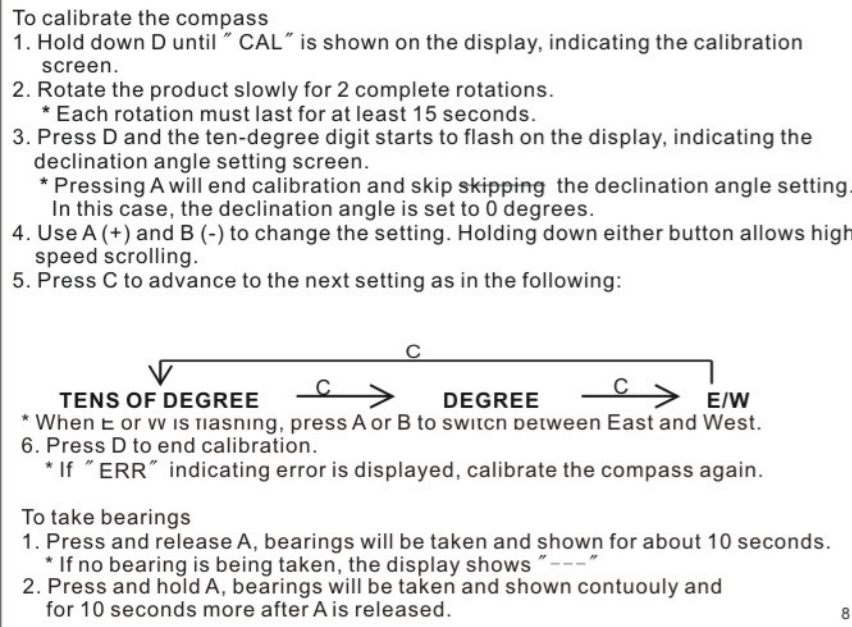 To calibrate the compass
1. Hold down D until ″ CAL″ is shown on the display, indicating the calibration
screen.
2. Rotate the product slowly for 2 complete rotations.
* Each rotation must last for at least 15 seconds.
3. Press D and the ten-degree digit starts to flash on the display, indicating the
declination angle setting screen.
* Pressing A will end calibration and skip skipping the declination angle setting.
In this case, the declination angle is set to 0 degrees.
4. Use A (+) and B (-) to change the setting. Holding down either button allows high
speed scrolling.
5. Press C to advance to the next setting as in the following:
C
TENS OF DEGREE C DEGREE C E/W
* When E or W is flashing, press A or B to switch between East and West.
6. Press D to end calibration.
* If ″ERR″ indicating error is displayed, calibrate the compass again.
To take bearings
1. Press and release A, bearings will be taken and shown for about 10 seconds.
* If no bearing is being taken, the display shows ″---″
2. Press and hold A, bearings will be taken and shown contuouly and
for 10 seconds more after A is released.
8